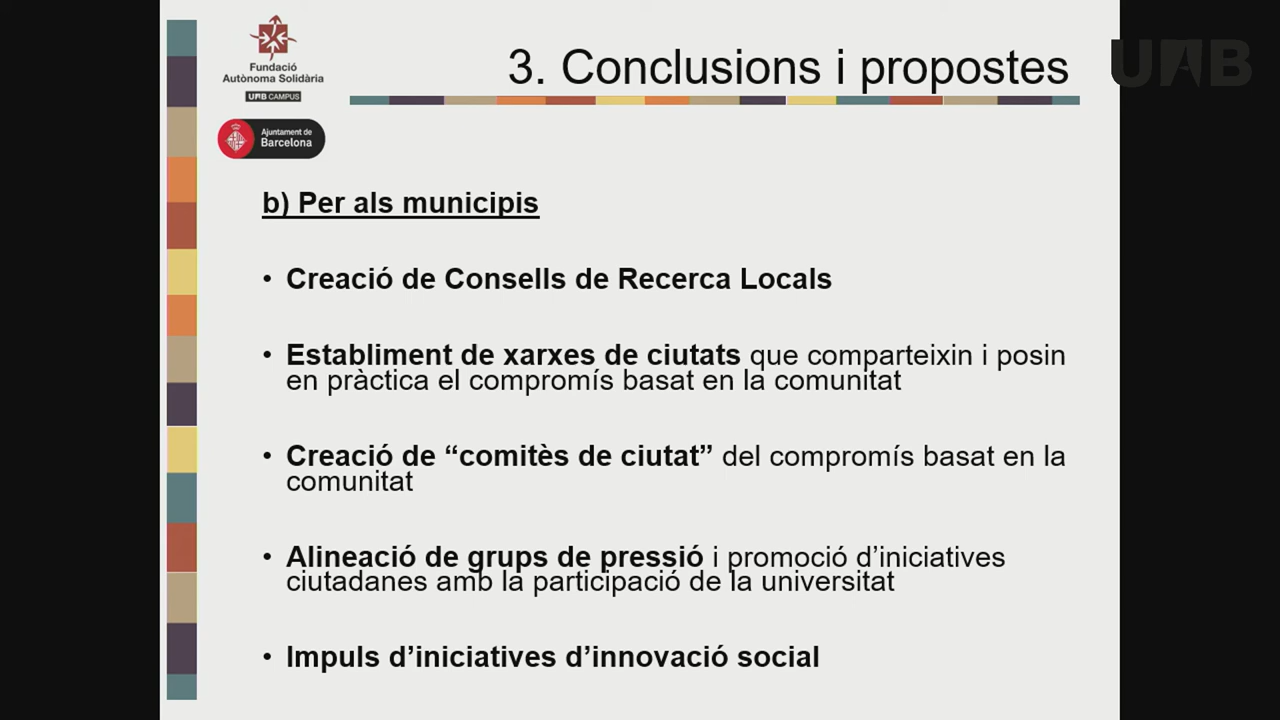 Fundació
Autònoma Solidària
UAB CAMPUS
3. Conclusions i propostes
UAB
Ajuntament de
Barcelona
b) Per als municipis
• Creació de Consells de Recerca Locals
• Establiment de xarxes de ciutats que comparteixin i posin
en pràctica el compromís basat en la comunitat
• Creació de “comitès de ciutat” del compromís basat en la
comunitat
• Alineació de grups de pressió i promoció d’iniciatives
ciutadanes amb la participació de la universitat
• Impuls d’iniciatives d’innovació social